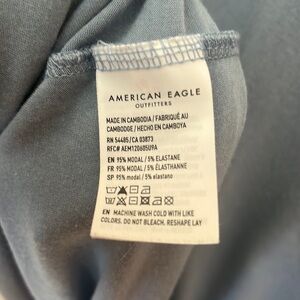 AMERICAN EAGLE
OUTFITTERS
MADE IN CAMBODIA / FABRIQUÉ AU
CAMBODGE / HECHO EN CAMBOYA
RN 54485/CA 03873
RFC# AEM120605U9A
EN 95% MODAL / 5% ELASTANE
FR 95% MODAL / 5% ÉLASTHANNE
SP 95% modal / 5% elastano
EN MACHINE WASH COLD WITH LIKE
COLORS. DO NOT BLEACH. RESHAPE LAY